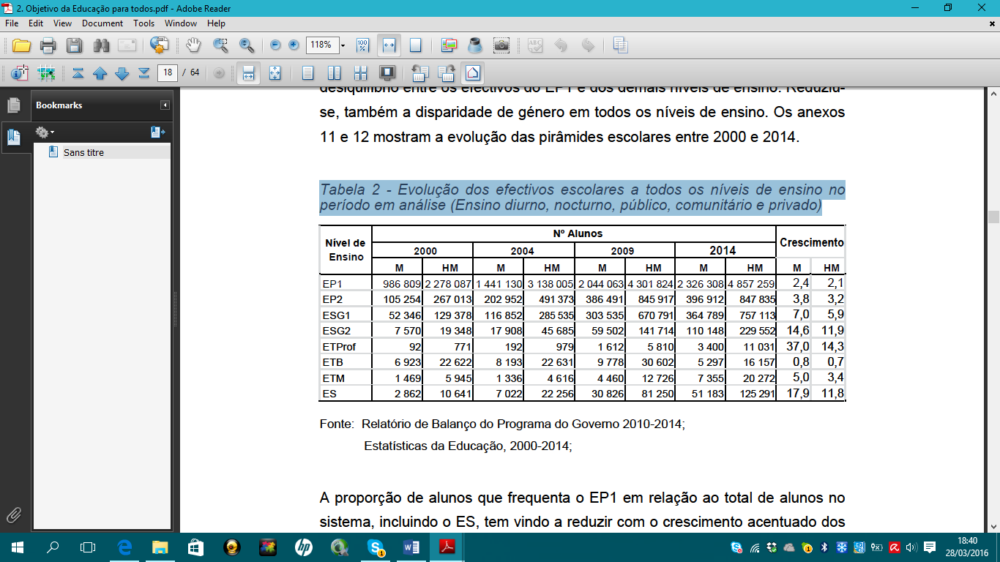 2. Objetivo da Educação para todos.pdf - Adobe Reader
File Edit View Document Tools Window Help
118%
18 / 64
Bookmarks
Sans titre
desiquilíbrio entre os efectivos do EP1 e dos demais níveis de ensino. Reduziu-
se, também a disparidade de género em todos os níveis de ensino. Os anexos
11 e 12 mostram a evolução das pirâmides escolares entre 2000 e 2014.
Tabela 2 - Evolução dos efectivos escolares a todos os níveis de ensino no
período em análise (Ensino diurno, nocturno, público, comunitário e privado)
Nível de Ensino Nº Alunos Crescimento
2000 2004 2009 2014
M HM M HM M HM M HM M HM
EP1 986 809 2 278 087 1 441 130 3 138 005 2 044 063 4 301 824 2 326 308 4 857 259 2,4 2,1
EP2 105 254 267 013 202 952 491 373 386 491 845 917 396 912 847 835 3,8 3,2
ESG1 52 346 129 378 116 852 285 535 303 535 670 791 364 789 757 113 7,0 5,9
ESG2 7 570 19 348 17 908 45 685 59 502 141 714 110 148 229 552 14,6 11,9
ETProf 92 771 192 979 1 612 5 810 3 400 11 031 37,0 14,3
ETB 6 923 22 622 8 193 22 631 9 778 30 602 5 297 16 157 0,8 0,7
ETM 1 469 5 945 1 336 4 616 4 460 12 726 7 355 20 272 5,0 3,4
ES 2 862 10 641 7 022 22 256 30 826 81 250 51 183 125 291 17,9 11,8
Fonte: Relatório de Balanço do Programa do Governo 2010-2014;
Estatísticas da Educação, 2000-2014;
A proporção de alunos que frequenta o EP1 em relação ao total de alunos no
sistema, incluindo o ES, tem vindo a reduzir com o crescimento acentuado dos
18:40
28/03/2016